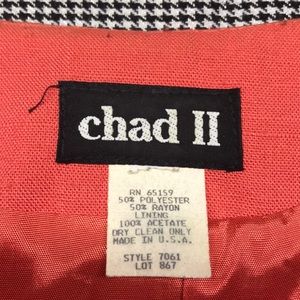 chad II
RN 65159
50% POLYESTER
50% RAYON
LINING
100% ACETATE
DRY CLEAN ONLY
MADE IN U.S.A.
STYLE 7061
LOT 867